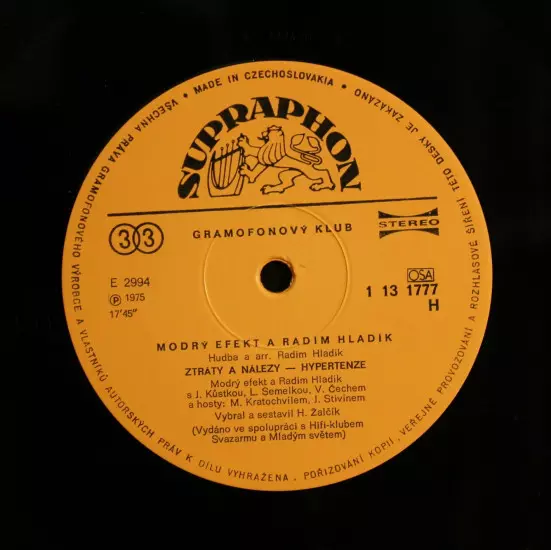 • MADE IN CZECHOSLOVAKIA •
VŠECHNA PRÁVA GRAMOFONOVÉHO VÝROBCE A VLASTNÍKŮ AUTORSKÝCH PRÁV K DÍLU VYHRAŽENA. POŘIZOVÁNÍ KOPIÍ, VEŘEJNÉ PROVOZOVÁNÍ A ROZHLASOVÉ ŠÍŘENÍ TÉTO DESKY JE ZAKÁZÁNO
SUPRAPHON
33
GRAMOFONOVÝ KLUB
STEREO
E 2994
Ⓟ 1975
17'45"
OSA
1 13 1777
H
MODRÝ EFEKT A RADIM HLADÍK
Hudba a arr. Radim Hladík
ZTRÁTY A NÁLEZY — HYPERTENZE
Modrý efekt a Radim Hladík
s J. Kůstkou, L. Semelkou, V. Čechem
a hosty: M. Kratochvílem, J. Stivínem
Vybral a sestavil H. Zalčík
(Vydáno ve spolupráci s Hifi-klubem
Svazarmu a Mladým světem)